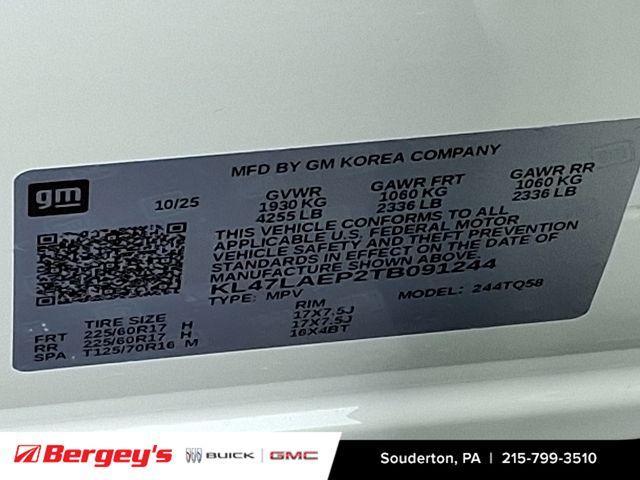 MFD BY GM KOREA COMPANY
gm
10/25
GVWR GAWR FRT GAWR RR
1930 KG 1060 KG 1060 KG
4255 LB 2336 LB 2336 LB
THIS VEHICLE CONFORMS TO ALL
APPLICABLE U.S. FEDERAL MOTOR
VEHICLE SAFETY AND THEFT PREVENTION
STANDARDS IN EFFECT ON THE DATE OF
MANUFACTURE SHOWN ABOVE.
KL47LAEP2TB091244
TYPE: MPV MODEL: 244TQ58
TIRE SIZE RIM
FRT 225/60R17 H 17X7.5J
RR 225/60R17 H 17X7.5J
SPA T125/70R16 M 16X4BT
Bergey's BUICK GMC
Souderton, PA | 215-799-3510